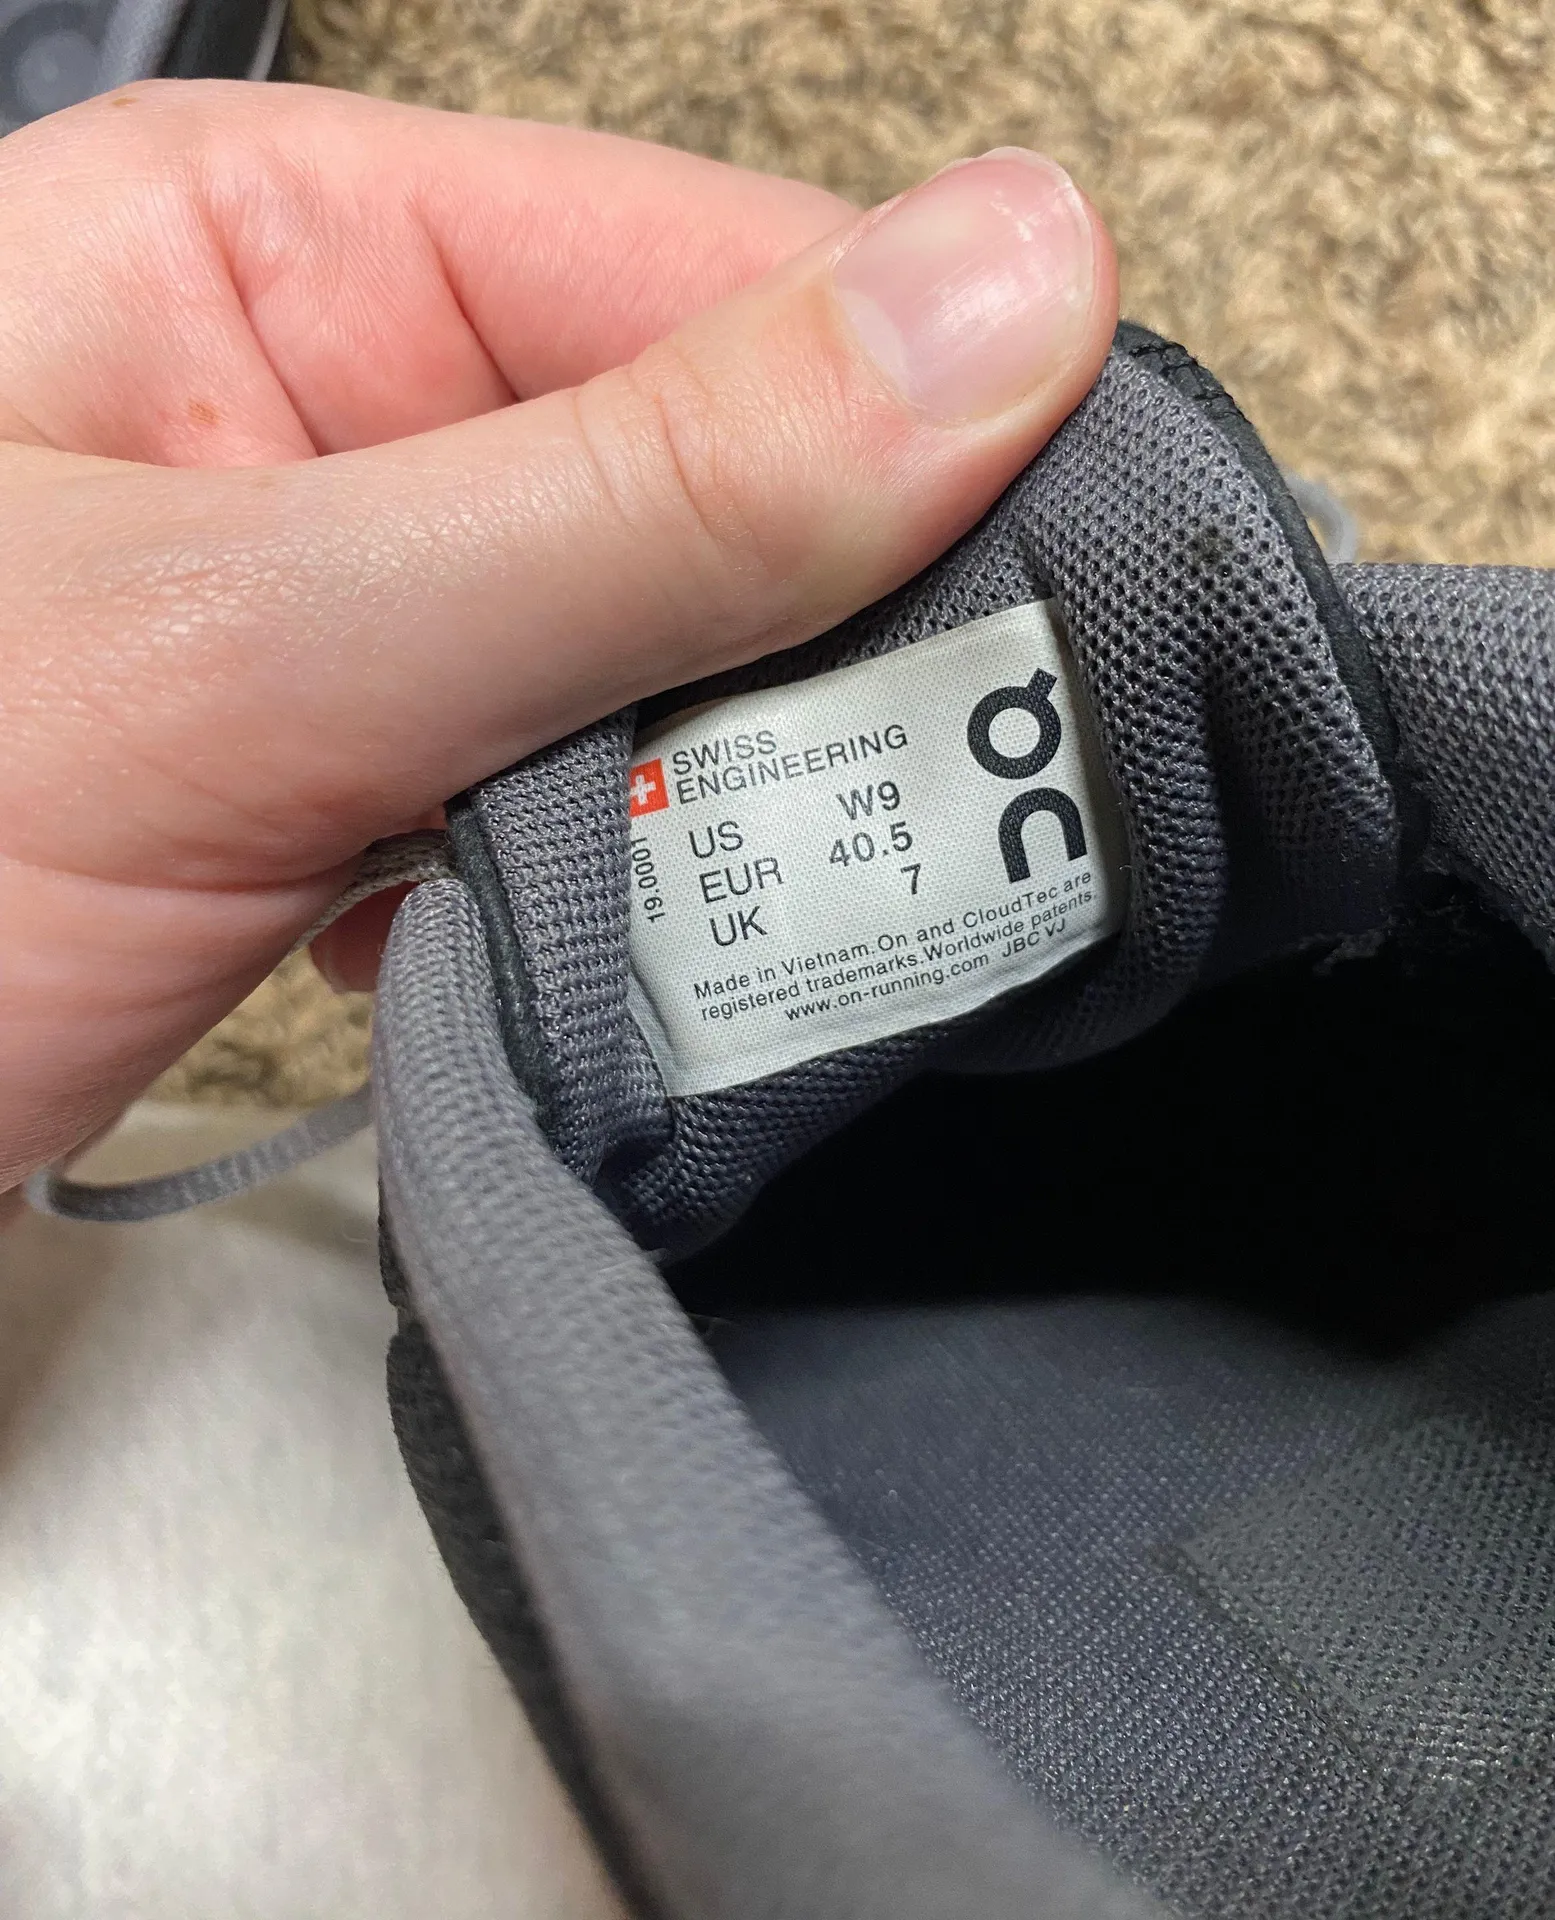 SWISS
ENGINEERING
US W9
EUR 40.5
UK 7
Made in Vietnam.On and CloudTec are
registered trademarks.Worldwide patents.
www.on-running.com JBC VJ
19.0001
On